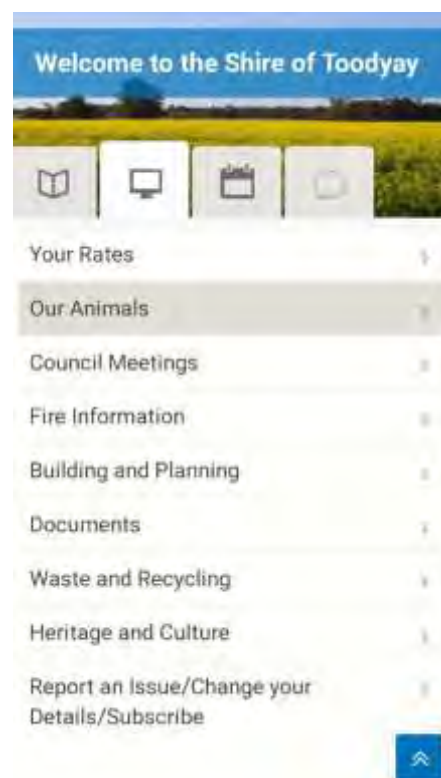 Welcome to the Shire of Toodyay
Your Rates
Our Animals
Council Meetings
Fire Information
Building and Planning
Documents
Waste and Recycling
Heritage and Culture
Report an Issue/Change your
Details/Subscribe